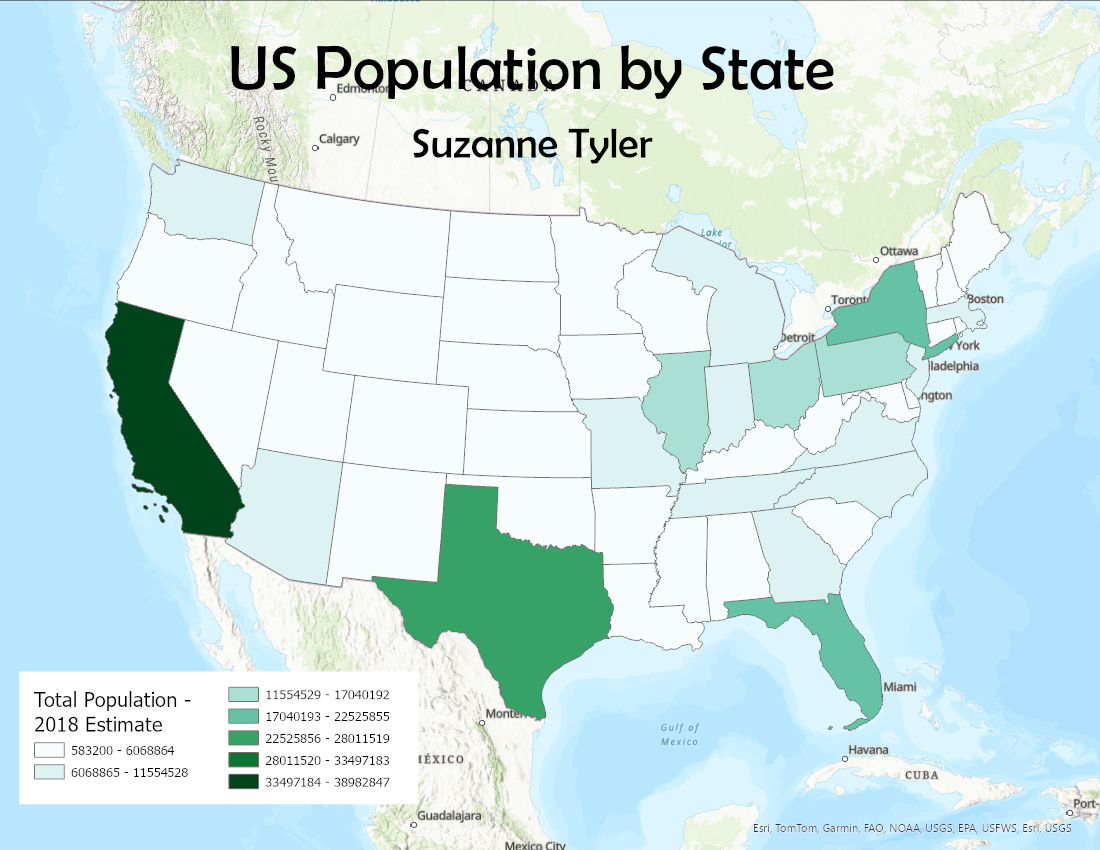 US Population by State
Suzanne Tyler
CANADA
Edmonton
Calgary
Rocky Mou
Lake
Ottawa
Toront
Boston
Detroit
York
ladelphia
ngton
Miami
Gulf of
Mexico
Havana
CUBA
Port-
Monterrey
MÉXICO
Guadalajara
Mexico City
Total Population -
2018 Estimate
583200 - 6068864
6068865 - 11554528
11554529 - 17040192
17040193 - 22525855
22525856 - 28011519
28011520 - 33497183
33497184 - 38982847
Esri, TomTom, Garmin, FAO, NOAA, USGS, EPA, USFWS, Esri, USGS